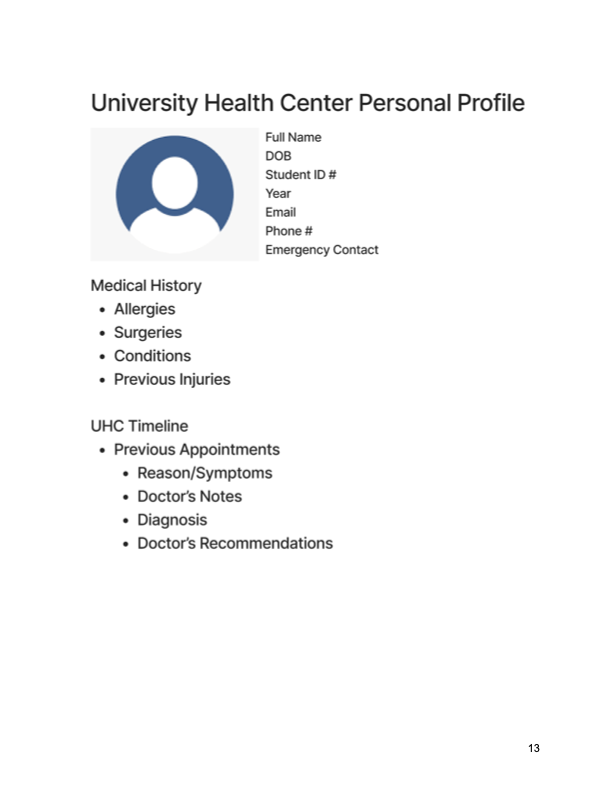 University Health Center Personal Profile
Full Name
DOB
Student ID #
Year
Email
Phone #
Emergency Contact
Medical History
• Allergies
• Surgeries
• Conditions
• Previous Injuries
UHC Timeline
• Previous Appointments
• Reason/Symptoms
• Doctor’s Notes
• Diagnosis
• Doctor’s Recommendations
13